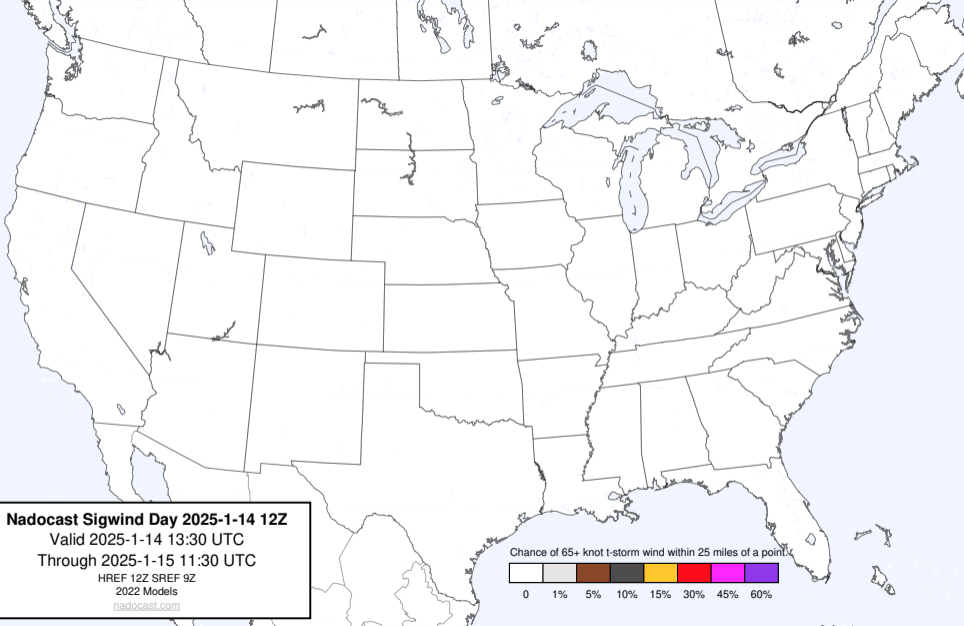 Nadocast Sigwind Day 2025-1-14 12Z
Valid 2025-1-14 13:30 UTC
Through 2025-1-15 11:30 UTC
HREF 12Z SREF 9Z
2022 Models
nadocast.com
Chance of 65+ knot t-storm wind within 25 miles of a point.
0 1% 5% 10% 15% 30% 45% 60%